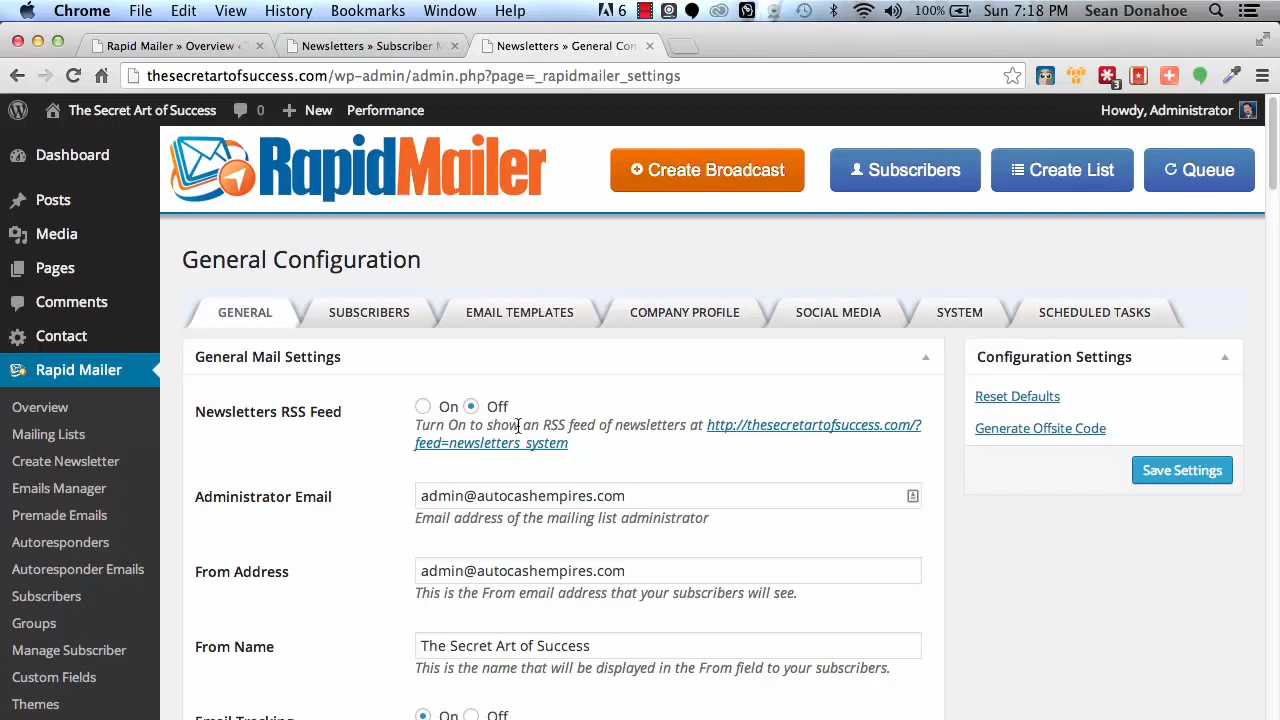 Chrome File Edit View History Bookmarks Window Help 6 100% Sun 7:18 PM Sean Donahoe
Rapid Mailer » Overview ‹ Newsletters » Subscriber M Newsletters » General Con
thesecretartofsuccess.com/wp-admin/admin.php?page=_rapidmailer_settings 3
The Secret Art of Success 0 New Performance Howdy, Administrator
RapidMailer
Create Broadcast Subscribers Create List Queue
Dashboard
Posts
Media
Pages
Comments
Contact
Rapid Mailer
Overview
Mailing Lists
Create Newsletter
Emails Manager
Premade Emails
Autoresponders
Autoresponder Emails
Subscribers
Groups
Manage Subscriber
Custom Fields
Themes
General Configuration
GENERAL SUBSCRIBERS EMAIL TEMPLATES COMPANY PROFILE SOCIAL MEDIA SYSTEM SCHEDULED TASKS
General Mail Settings
Newsletters RSS Feed On Off
Turn On to show an RSS feed of newsletters at http://thesecretartofsuccess.com/?
feed=newsletters_system
Administrator Email admin@autocashempires.com
Email address of the mailing list administrator
From Address admin@autocashempires.com
This is the From email address that your subscribers will see.
From Name The Secret Art of Success
This is the name that will be displayed in the From field to your subscribers.
Email Tracking On Off
Configuration Settings
Reset Defaults
Generate Offsite Code
Save Settings